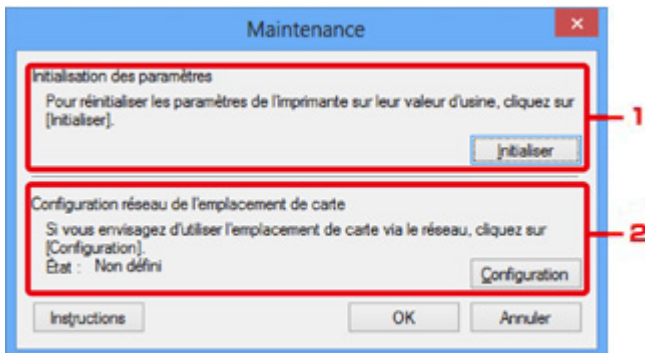 Maintenance
Initialisation des paramètres
Pour réinitialiser les paramètres de l'imprimante sur leur valeur d'usine, cliquez sur
[Initialiser].
1
Initialiser
Configuration réseau de l'emplacement de carte
Si vous envisagez d'utiliser l'emplacement de carte via le réseau, cliquez sur
[Configuration].
2
État : Non défini
Configuration
Instructions OK Annuler